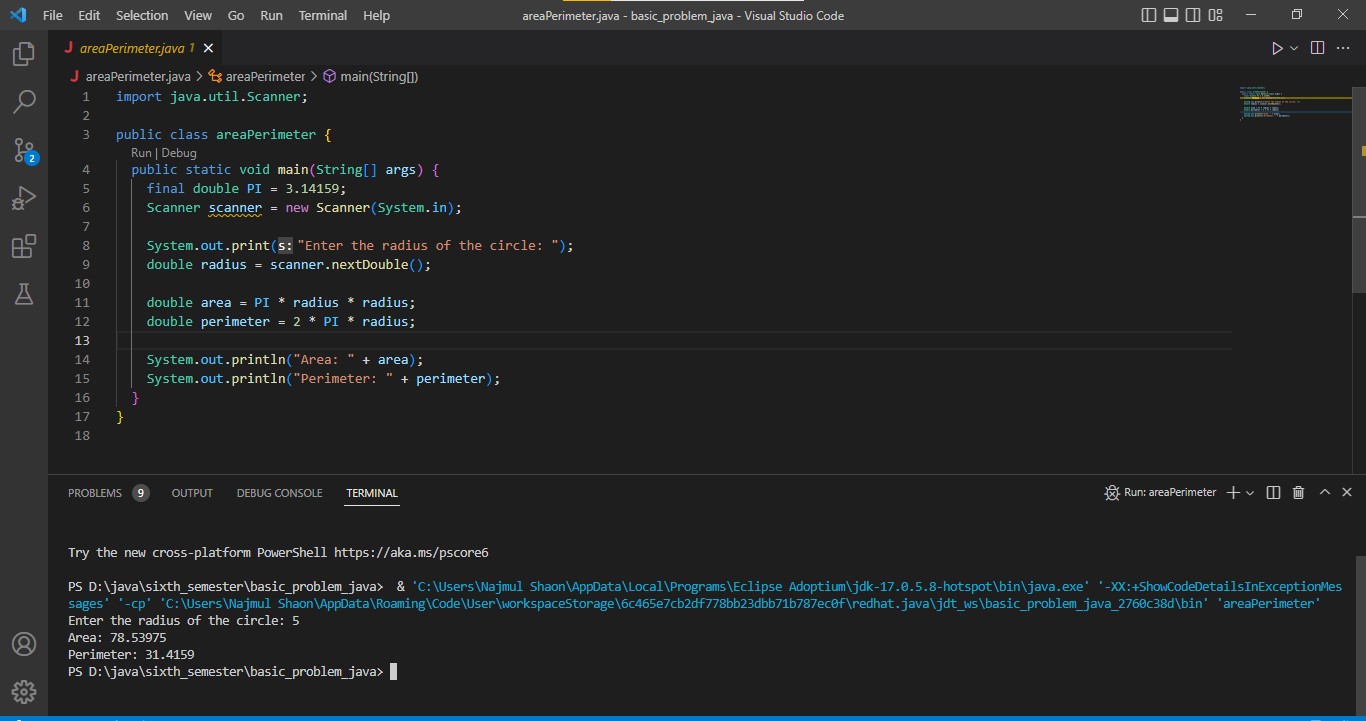 File Edit Selection View Go Run Terminal Help areaPerimeter.java - basic_problem_java - Visual Studio Code
areaPerimeter.java 1
areaPerimeter.java > areaPerimeter > main(String[])
1 import java.util.Scanner;
2
3 public class areaPerimeter {
Run | Debug
4 public static void main(String[] args) {
5 final double PI = 3.14159;
6 Scanner scanner = new Scanner(System.in);
7
8 System.out.print(s:"Enter the radius of the circle: ");
9 double radius = scanner.nextDouble();
10
11 double area = PI * radius * radius;
12 double perimeter = 2 * PI * radius;
13
14 System.out.println("Area: " + area);
15 System.out.println("Perimeter: " + perimeter);
16 }
17 }
18
2
PROBLEMS 9 OUTPUT DEBUG CONSOLE TERMINAL Run: areaPerimeter
Try the new cross-platform PowerShell https://aka.ms/pscore6
PS D:\java\sixth_semester\basic_problem_java>  & 'C:\Users\Najmul Shaon\AppData\Local\Programs\Eclipse Adoptium\jdk-17.0.5.8-hotspot\bin\java.exe' '-XX:+ShowCodeDetailsInExceptionMes
sages' '-cp' 'C:\Users\Najmul Shaon\AppData\Roaming\Code\User\workspaceStorage\6c465e7cb2df778bb23dbb71b787ec0f\redhat.java\jdt_ws\basic_problem_java_2760c38d\bin' 'areaPerimeter'
Enter the radius of the circle: 5
Area: 78.53975
Perimeter: 31.4159
PS D:\java\sixth_semester\basic_problem_java>